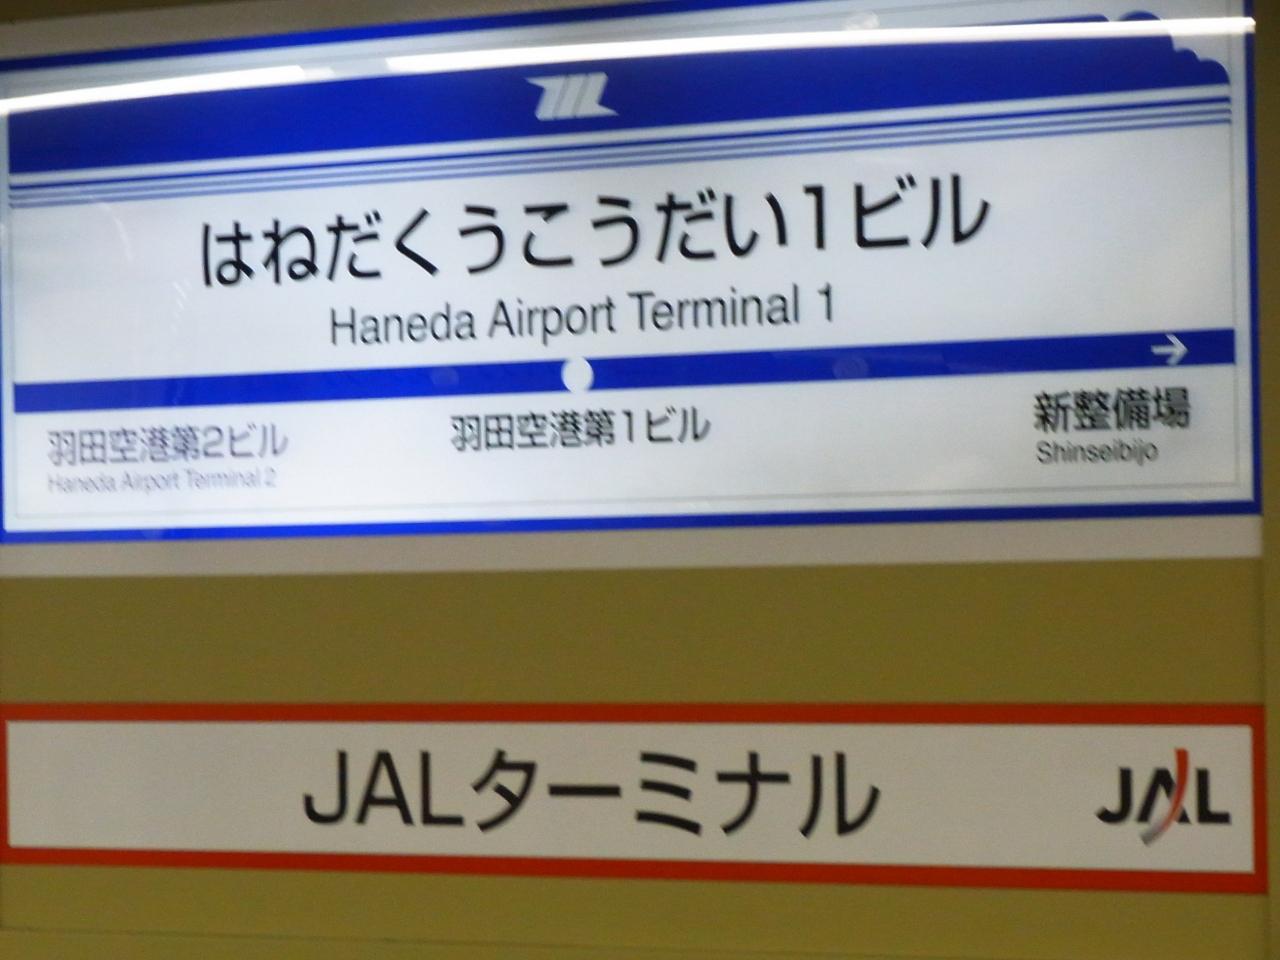 はねだくうこうだい1ビル
Haneda Airport Terminal 1
羽田空港第2ビル
Haneda Airport Terminal 2
羽田空港第1ビル
新整備場
Shinseibijo
JALターミナル
JAL